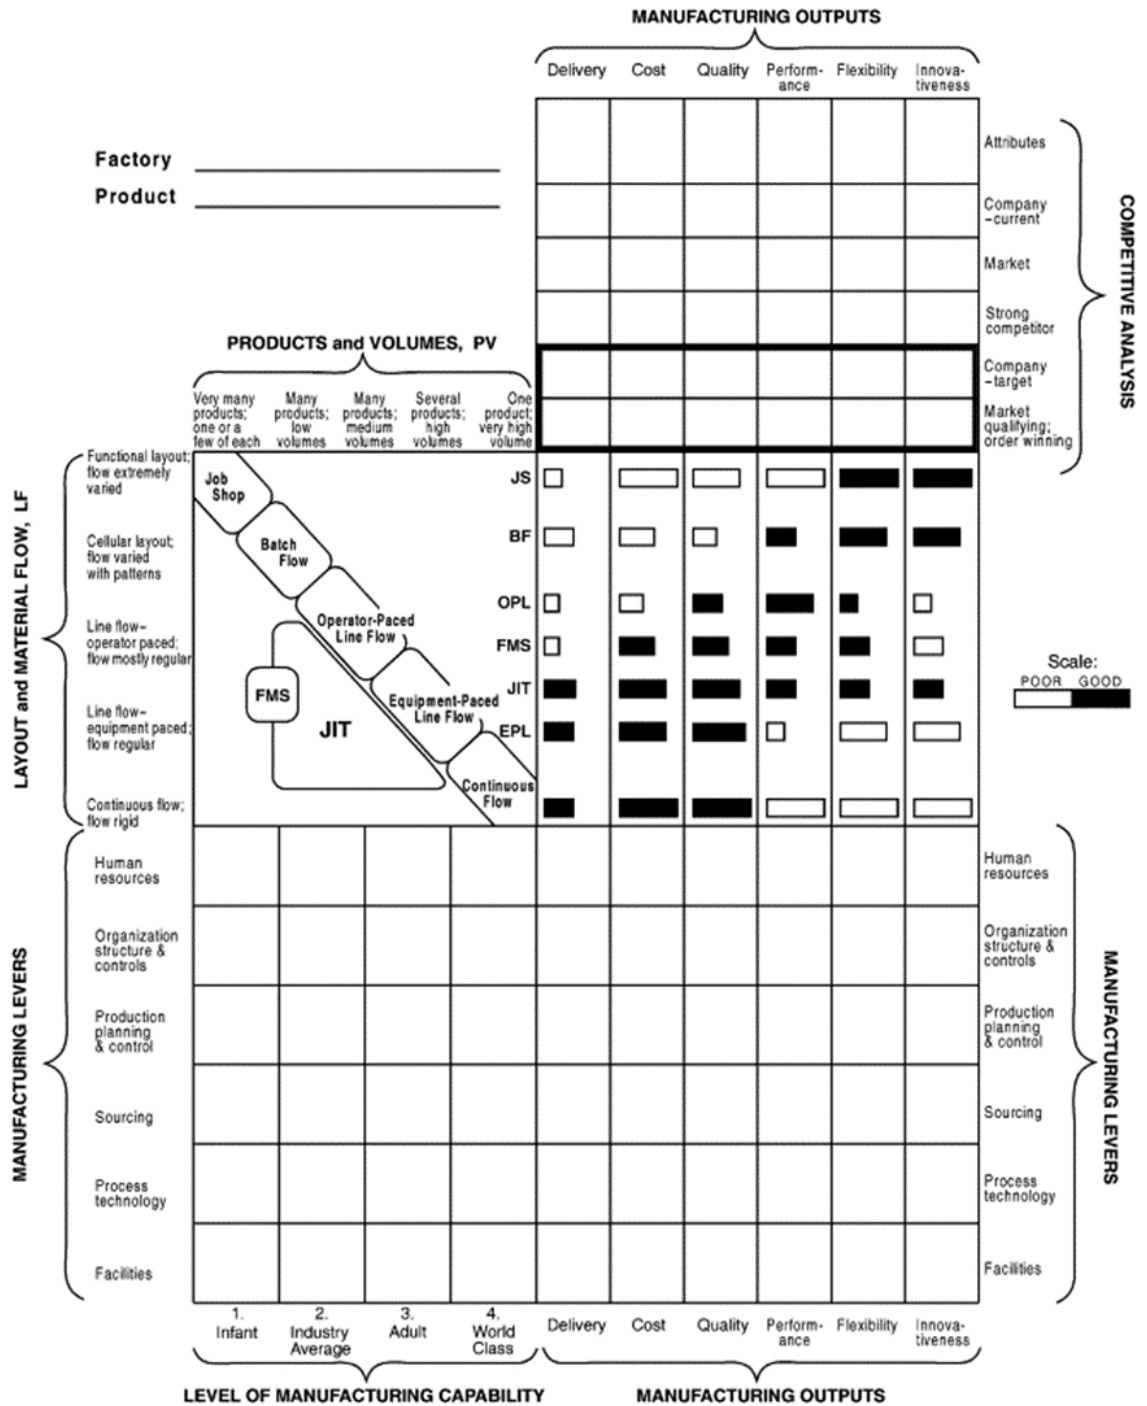 MANUFACTURING OUTPUTS
Delivery Cost Quality Perform- Flexibility Innova-
ance tiveness
Attributes
Factory
Product
Company
-current
Market
Strong
competitor
Company
-target
Market
qualifying;
order winning
COMPETITIVE ANALYSIS
PRODUCTS and VOLUMES, PV
Very many
products;
one or a
few of each
Many
products;
low
volumes
Many
products;
medium
volumes
Several
products;
high
volumes
One
product;
very high
volume
LAYOUT and MATERIAL FLOW, LF
Functional layout;
flow extremely
varied
Cellular layout;
flow varied
with patterns
Line flow–
operator paced;
flow mostly regular
Line flow–
equipment paced;
flow regular
Continuous flow;
flow rigid
Job
Shop
Batch
Flow
Operator-Paced
Line Flow
Equipment-Paced
Line Flow
Continuous
Flow
FMS
JIT
JS
BF
OPL
FMS
JIT
EPL
Scale:
POOR GOOD
MANUFACTURING LEVERS
Human
resources
Organization
structure &
controls
Production
planning
& control
Sourcing
Process
technology
Facilities
Human
resources
Organization
structure &
controls
Production
planning
& control
Sourcing
Process
technology
Facilities
MANUFACTURING LEVERS
1.
Infant
2.
Industry
Average
3.
Adult
4.
World
Class
LEVEL OF MANUFACTURING CAPABILITY
Delivery Cost Quality Perform- Flexibility Innova-
ance tiveness
MANUFACTURING OUTPUTS